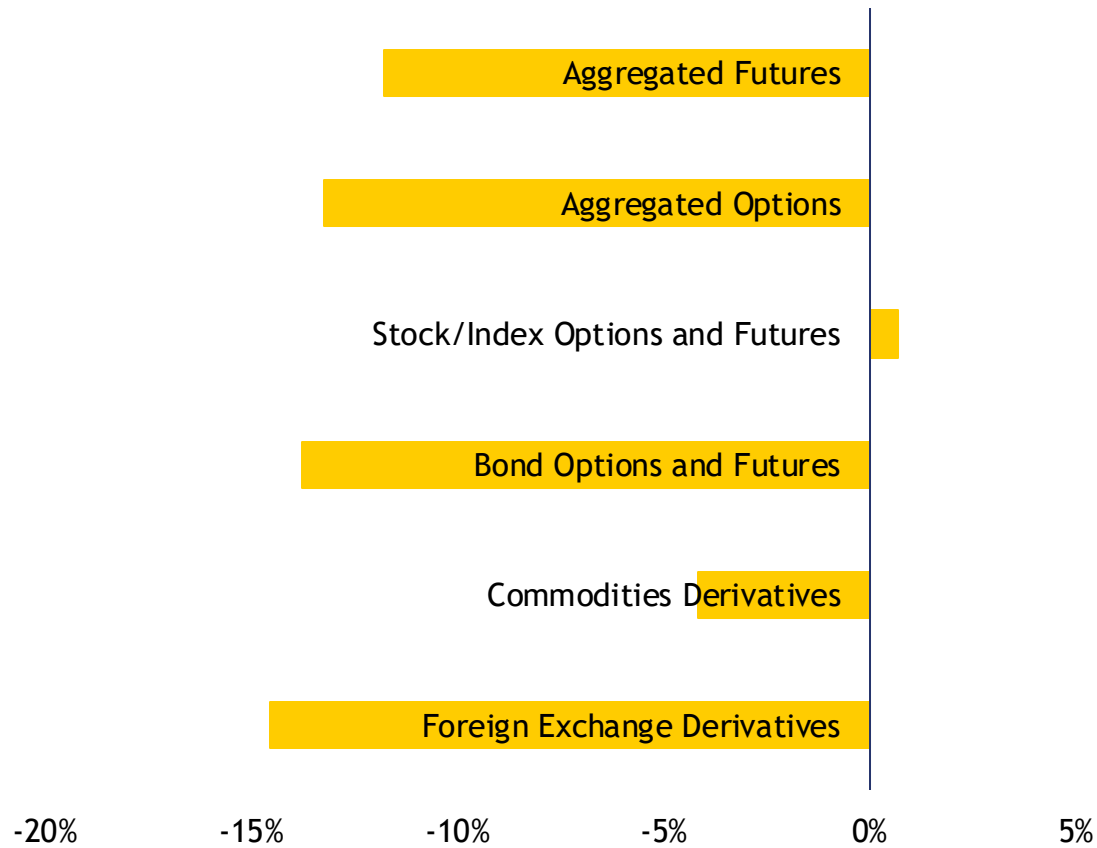 Aggregated Futures
Aggregated Options
Stock/Index Options and Futures
Bond Options and Futures
Commodities Derivatives
Foreign Exchange Derivatives
-20% -15% -10% -5% 0% 5%